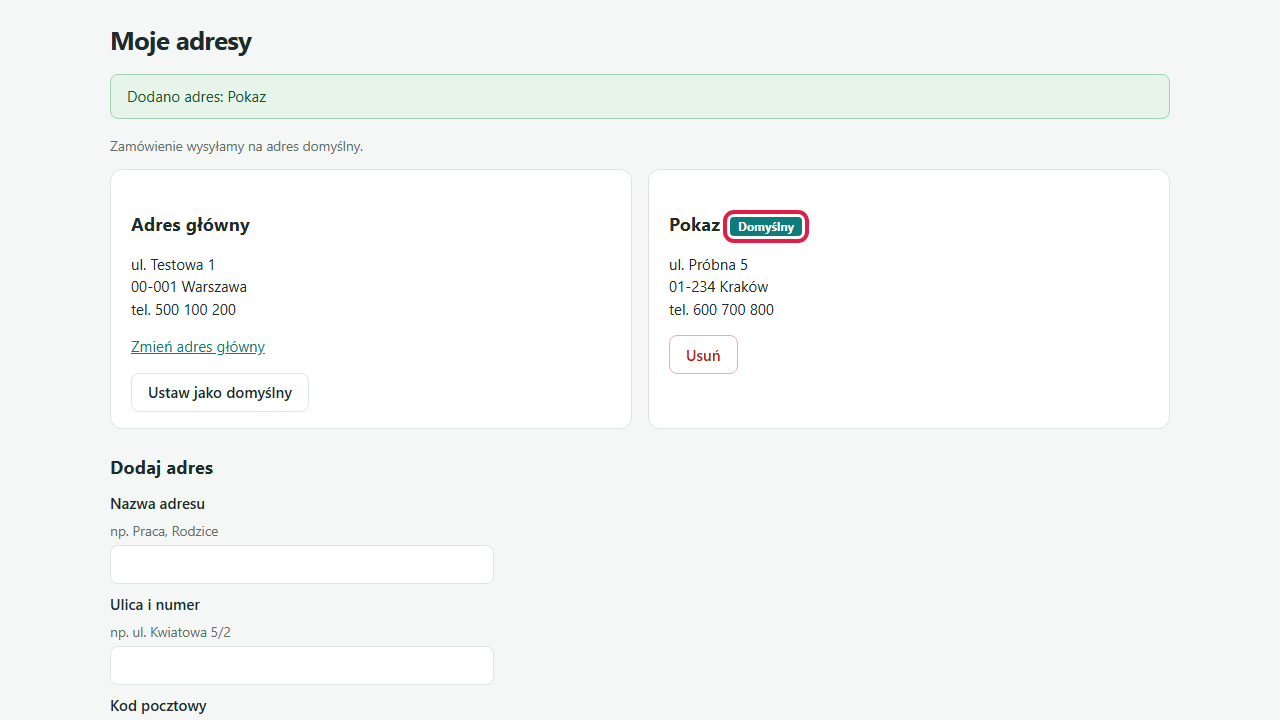 Moje adresy
Dodano adres: Pokaz
Zamówienie wysyłamy na adres domyślny.
Adres główny
ul. Testowa 1
00-001 Warszawa
tel. 500 100 200
Zmień adres główny
Ustaw jako domyślny
Pokaz Domyślny
ul. Próbna 5
01-234 Kraków
tel. 600 700 800
Usuń
Dodaj adres
Nazwa adresu
np. Praca, Rodzice
Ulica i numer
np. ul. Kwiatowa 5/2
Kod pocztowy